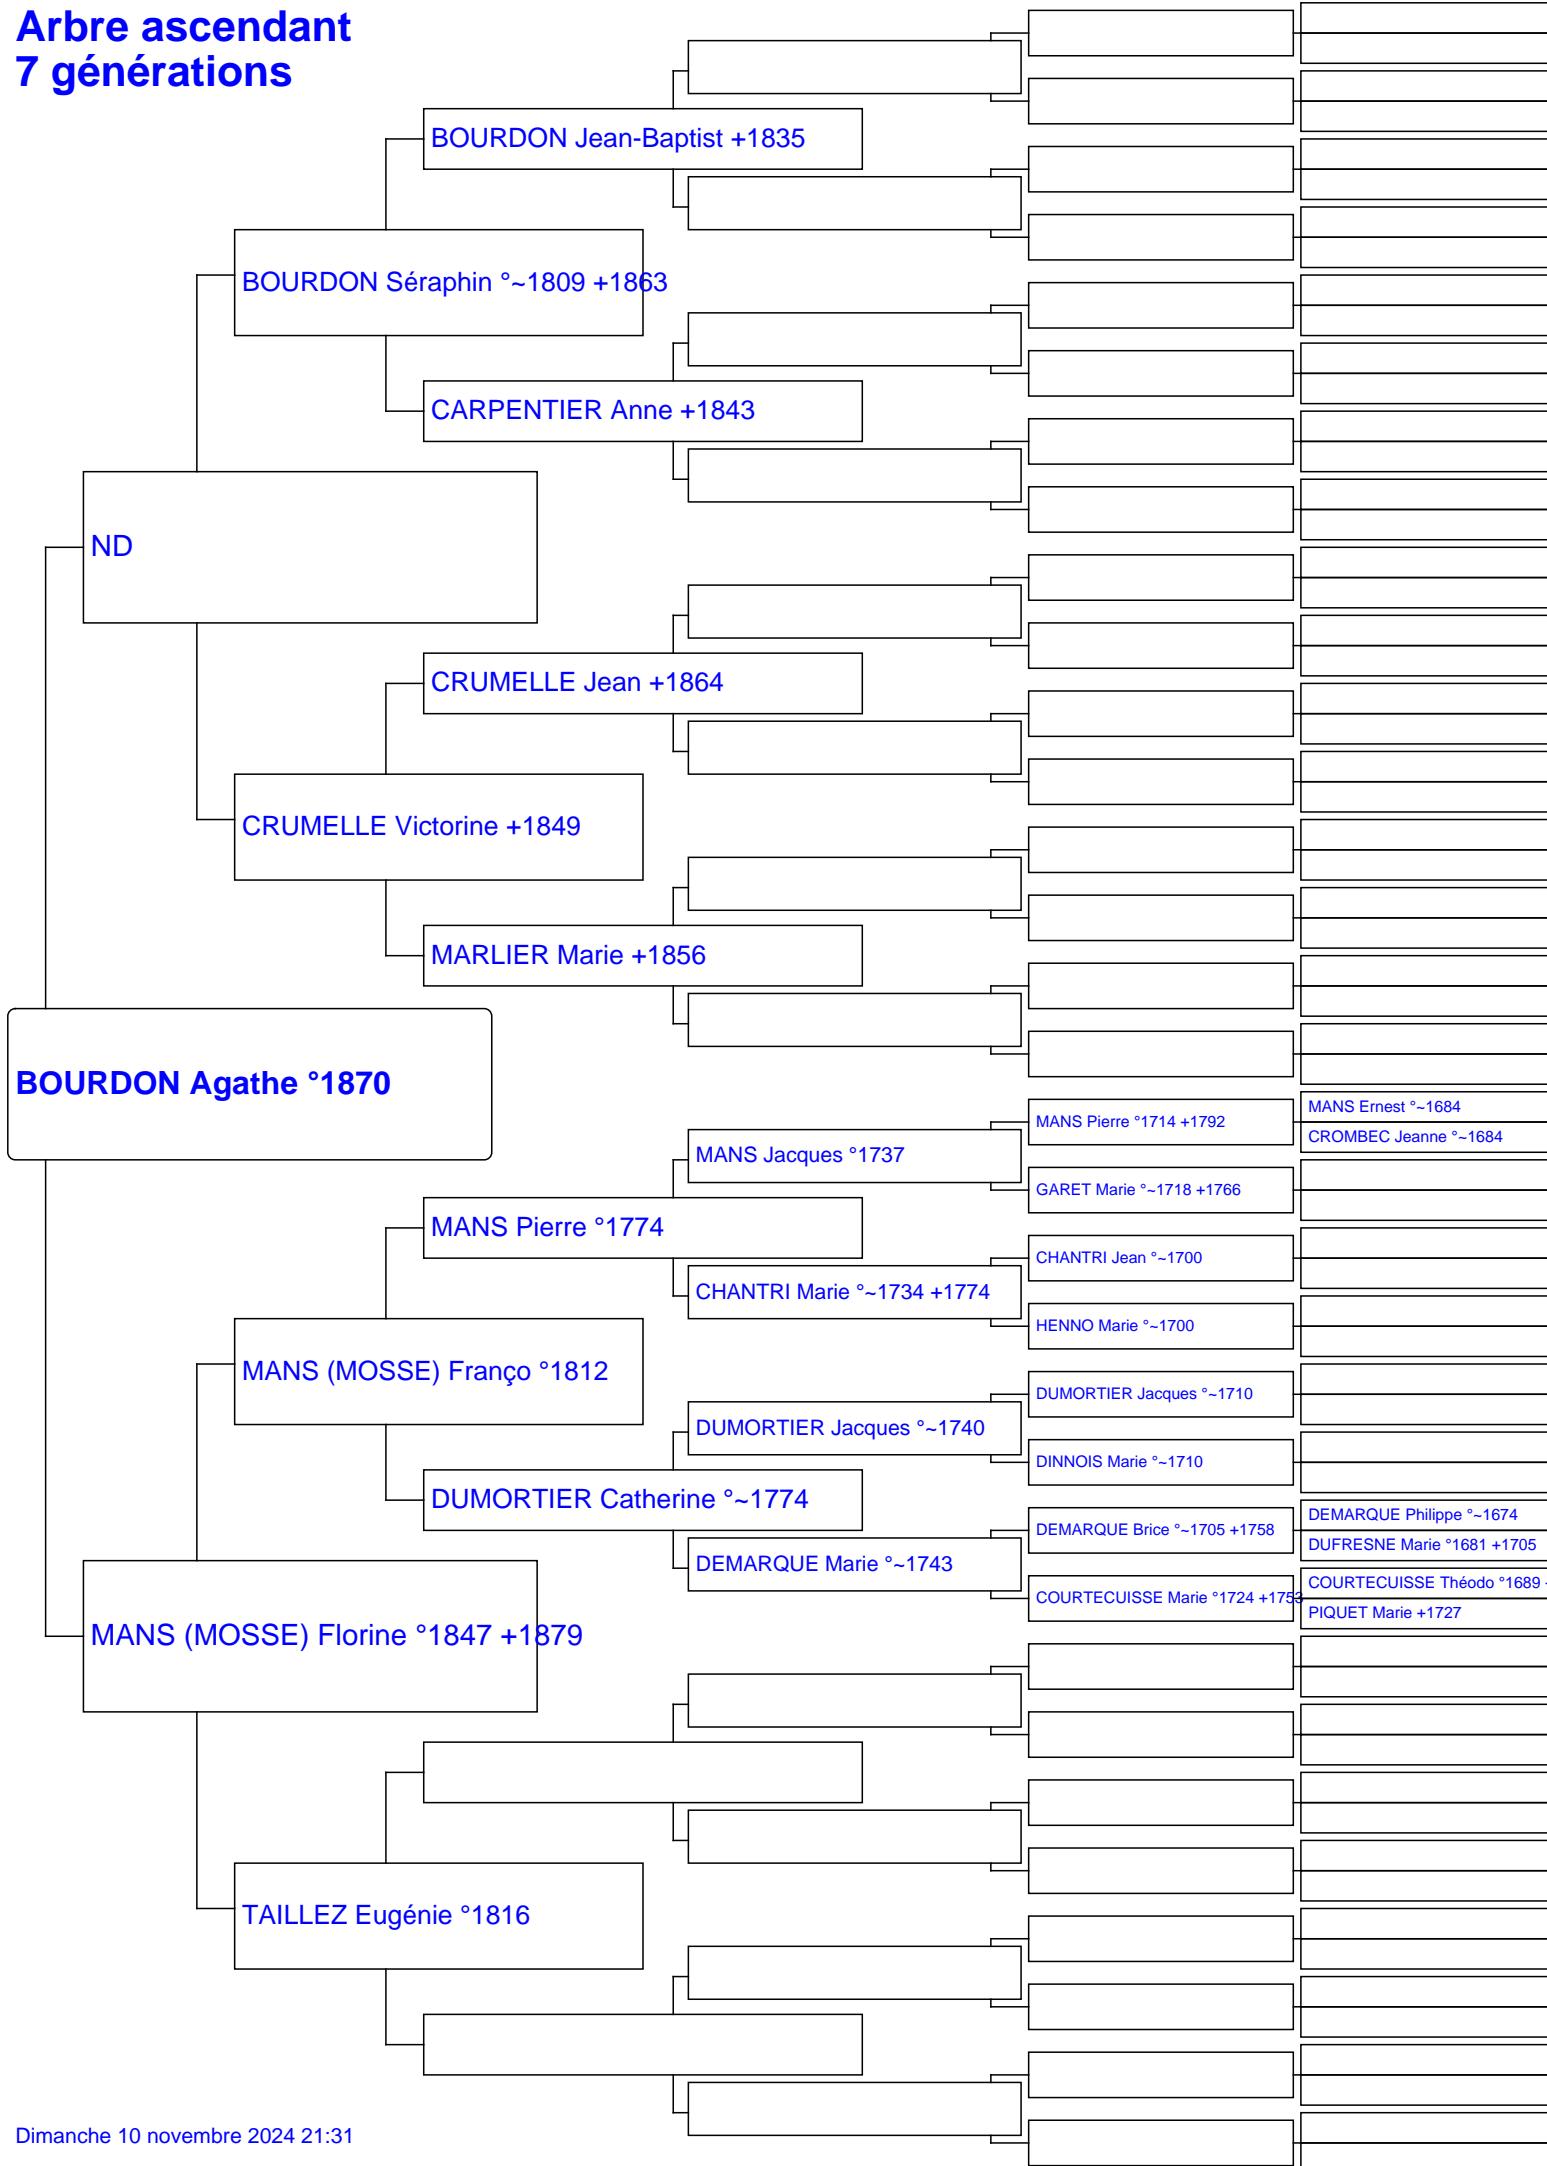 Arbre ascendant
7 générations
BOURDON Jean-Baptist +1835
BOURDON Séraphin °~1809 +1863
CARPENTIER Anne +1843
ND
CRUMELLE Jean +1864
CRUMELLE Victorine +1849
MARLIER Marie +1856
BOURDON Agathe °1870
MANS Ernest °~1684
MANS Pierre °1714 +1792
CROMBEC Jeanne °~1684
MANS Jacques °1737
GARET Marie °~1718 +1766
MANS Pierre °1774
CHANTRI Jean °~1700
CHANTRI Marie °~1734 +1774
HENNO Marie °~1700
MANS (MOSSE) Franço °1812
DUMORTIER Jacques °~1710
DUMORTIER Jacques °~1740
DINNOIS Marie °~1710
DUMORTIER Catherine °~1774
DEMARQUE Philippe °~1674
DEMARQUE Brice °~1705 +1758
DUFRESNE Marie °1681 +1705
DEMARQUE Marie °~1743
COURTECUISSE Théodo °1689
COURTECUISSE Marie °1724 +1753
PIQUET Marie +1727
MANS (MOSSE) Florine °1847 +1879
TAILLEZ Eugénie °1816
Dimanche 10 novembre 2024 21:31